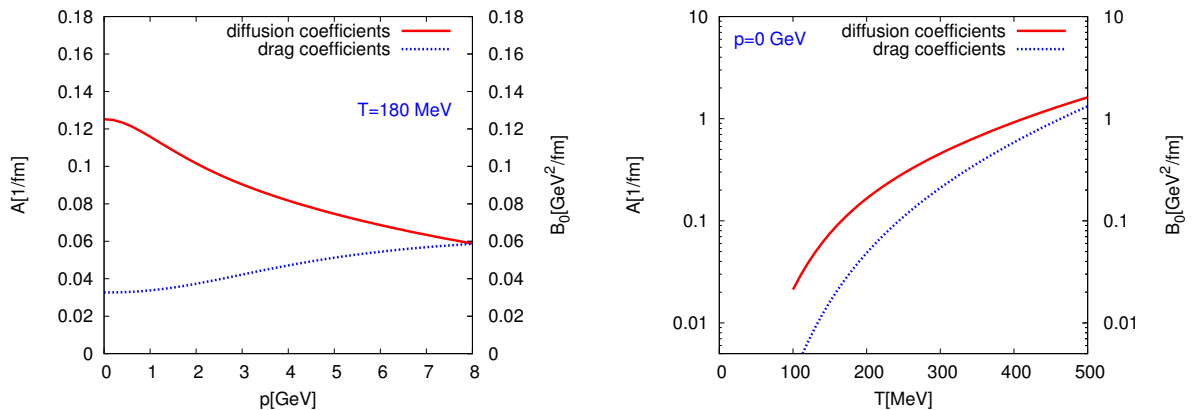 0.18
0.16
0.14
0.12
0.1
0.08
0.06
0.04
0.02
0
A[1/fm]
diffusion coefficients
drag coefficients
T=180 MeV
0.18
0.16
0.14
0.12
0.1
0.08
0.06
0.04
0.02
0
B0[GeV2/fm]
0 1 2 3 4 5 6 7 8
p[GeV]
10
1
0.1
0.01
A[1/fm]
p=0 GeV
diffusion coefficients
drag coefficients
10
1
0.1
0.01
B0[GeV2/fm]
0 100 200 300 400 500
T[MeV]